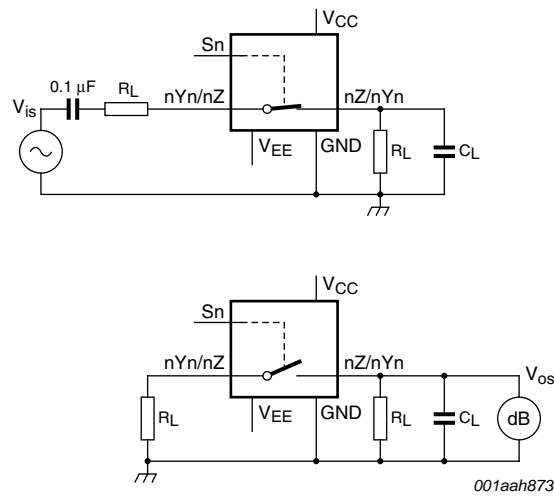 VCC
Sn
0.1 μF RL nYn/nZ nZ/nYn
Vis
VEE GND RL CL
VCC
Sn
nYn/nZ nZ/nYn Vos
RL VEE GND RL CL dB
001aah873